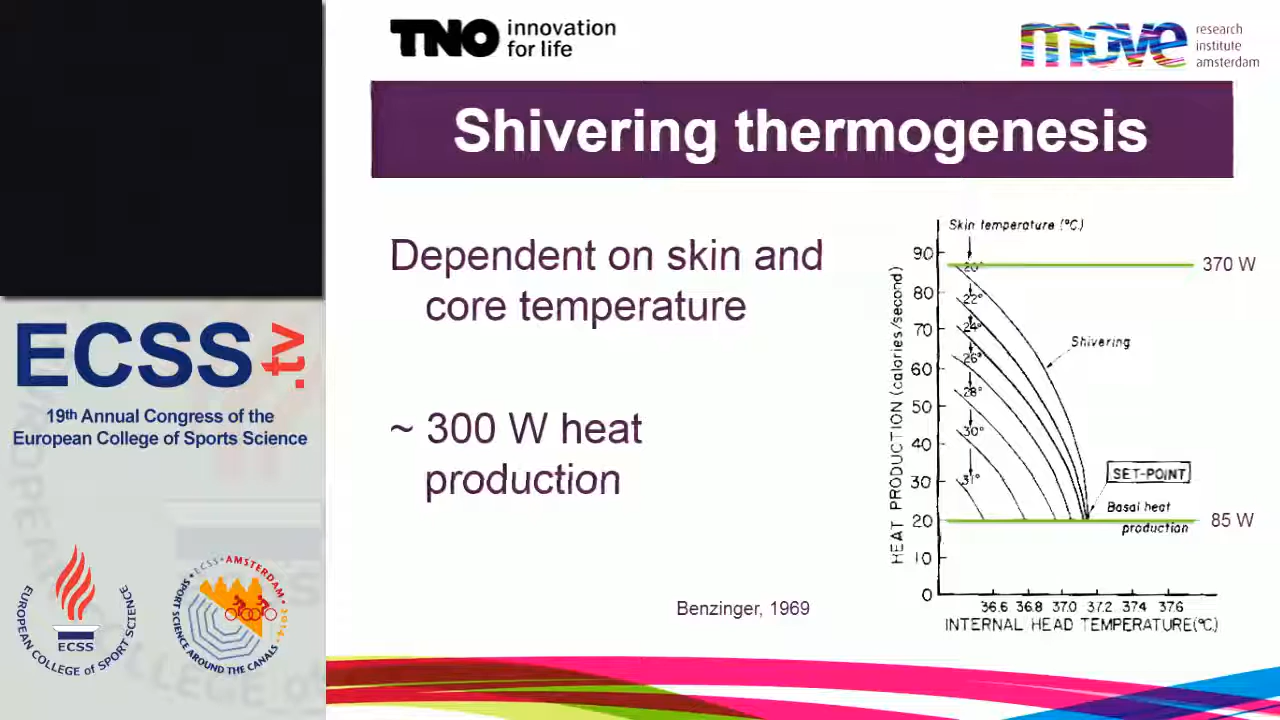 TNO innovation
for life
move research
institute
amsterdam
Shivering thermogenesis
Dependent on skin and
core temperature
~ 300 W heat
production
Benzinger, 1969
Skin temperature (°C)
90
80
70
60
50
40
30
20
10
0
HEAT PRODUCTION (calories/second)
20°
22°
24°
26°
28°
30°
31°
370 W
Shivering
SET-POINT
Basal heat
production
85 W
36.6 36.8 37.0 37.2 37.4 37.6
INTERNAL HEAD TEMPERATURE(°C)
ECSS.tv
19th Annual Congress of the
European College of Sports Science
EUROPEAN COLLEGE OF SPORT SCIENCE
ECSS
ECSS • AMSTERDAM 2014
SPORT SCIENCE AROUND THE CANALS